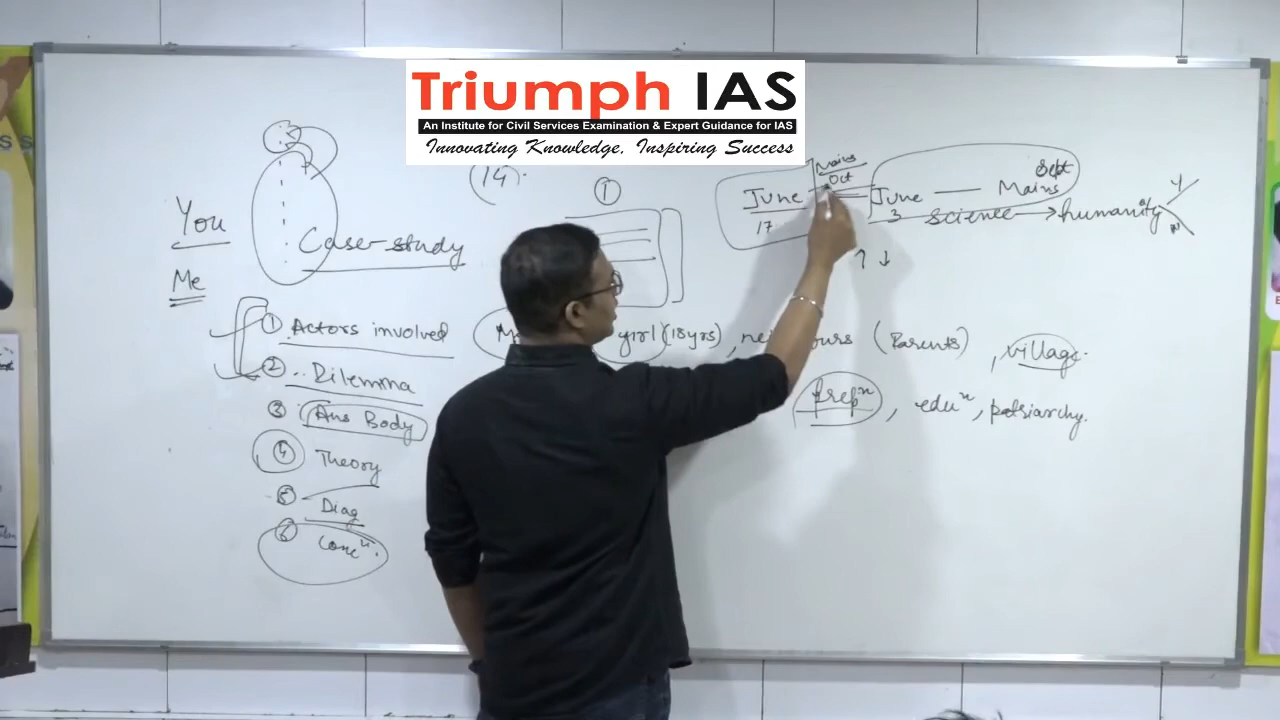 Triumph IAS
An Institute for Civil Services Examination & Expert Guidance for IAS
Innovating Knowledge, Inspiring Success
(14).
①
Mains
Oct
June
17
June
3
Mains
Sept
science → humanity
Y
N
↑ ↓
You
Me
Case study
① Actors involved
girl (18yrs), (Parents), village.
② Dilemma
prepⁿ, eduⁿ, patriarchy.
③ Ans Body
④ Theory
⑤ Diag
⑥ Concⁿ.